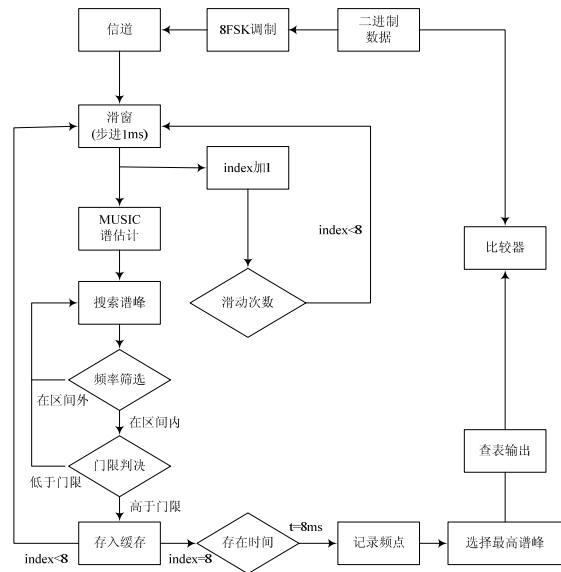 信道
8FSK调制
二进制
数据
滑窗
(步进1ms)
index加1
MUSIC
谱估计
index<8
比较器
搜索谱峰
滑动次数
频率筛选
在区间外
在区间内
查表输出
门限判决
低于门限
高于门限
存入缓存
存在时间
t=8ms
记录频点
选择最高谱峰
index<8
index=8